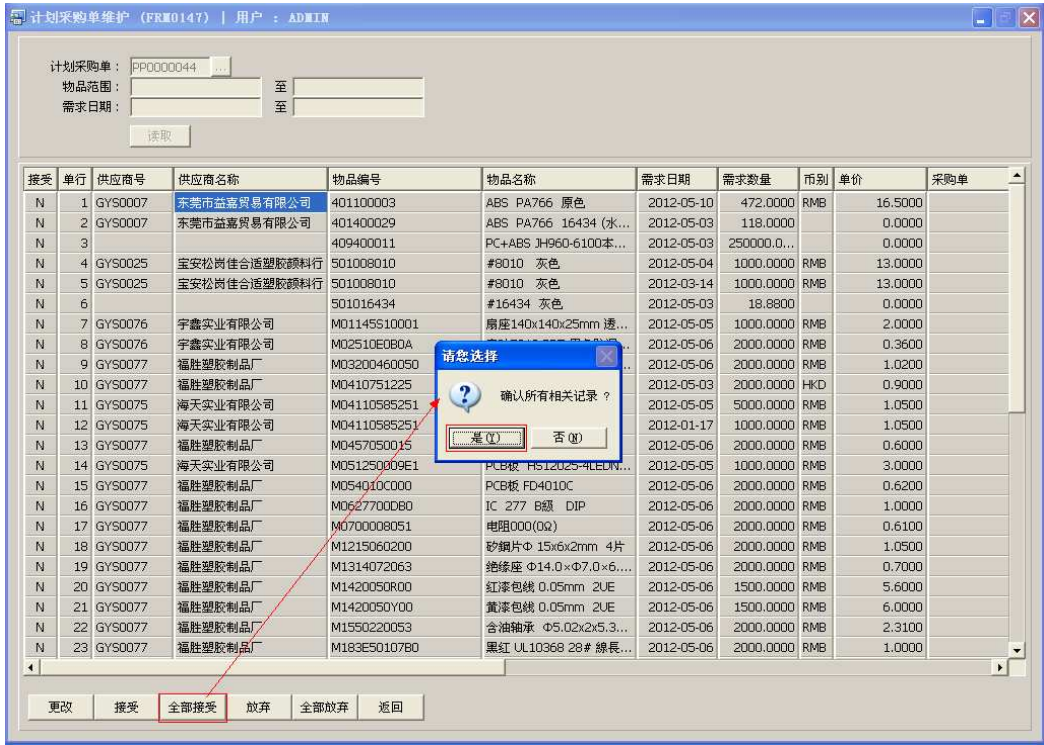 计划采购单维护 (FRM0147) | 用户 : ADMIN
计划采购单： PP0000044 ...
物品范围： 至
需求日期： 至
读取
接受 单行 供应商号 供应商名称 物品编号 物品名称 需求日期 需求数量 币别 单价 采购单
N 1 GYS0007 东莞市益嘉贸易有限公司 401100003 ABS PA766 原色 2012-05-10 472.0000 RMB 16.5000
N 2 GYS0007 东莞市益嘉贸易有限公司 401400029 ABS PA766 16434 (水... 2012-05-03 118.0000 0.0000
N 3 409400011 PC+ABS JH960-6100本... 2012-05-03 250000.0... 0.0000
N 4 GYS0025 宝安松岗佳合适塑胶颜料行 501008010 #8010 灰色 2012-05-04 1000.0000 RMB 13.0000
N 5 GYS0025 宝安松岗佳合适塑胶颜料行 501008010 #8010 灰色 2012-03-14 1000.0000 RMB 13.0000
N 6 501016434 #16434 灰色 2012-05-03 18.8800 0.0000
N 7 GYS0076 宇鑫实业有限公司 M01145S10001 扇座140x140x25mm 透... 2012-05-05 1000.0000 RMB 2.0000
N 8 GYS0076 宇鑫实业有限公司 M02510E0B0A 2012-05-06 2000.0000 RMB 0.3600
N 9 GYS0077 福胜塑胶制品厂 M03200460050 2012-05-06 2000.0000 RMB 1.0200
N 10 GYS0077 福胜塑胶制品厂 M0410751225 2012-05-03 2000.0000 HKD 0.9000
N 11 GYS0075 海天实业有限公司 M04110585251 2012-05-05 5000.0000 RMB 1.0500
N 12 GYS0075 海天实业有限公司 M04110585251 2012-01-17 1000.0000 RMB 1.0500
N 13 GYS0077 福胜塑胶制品厂 M0457050015 2012-05-06 2000.0000 RMB 0.6000
N 14 GYS0075 海天实业有限公司 M051250009E1 PCB板 HS12025-4LEDN... 2012-05-05 1000.0000 RMB 3.0000
N 15 GYS0077 福胜塑胶制品厂 M054010C000 PCB板 FD4010C 2012-05-06 2000.0000 RMB 0.6200
N 16 GYS0077 福胜塑胶制品厂 M0627700DB0 IC 277 B級 DIP 2012-05-06 2000.0000 RMB 1.0000
N 17 GYS0077 福胜塑胶制品厂 M0700008051 电阻000(0Ω) 2012-05-06 2000.0000 RMB 0.6100
N 18 GYS0077 福胜塑胶制品厂 M1215060200 矽鋼片Φ 15x6x2mm 4片 2012-05-06 2000.0000 RMB 1.0500
N 19 GYS0077 福胜塑胶制品厂 M1314072063 绝缘座 Φ14.0×Φ7.0×6.... 2012-05-06 2000.0000 RMB 0.7000
N 20 GYS0077 福胜塑胶制品厂 M1420050R00 红漆包线 0.05mm 2UE 2012-05-06 1500.0000 RMB 5.6000
N 21 GYS0077 福胜塑胶制品厂 M1420050Y00 黄漆包线 0.05mm 2UE 2012-05-06 1500.0000 RMB 6.0000
N 22 GYS0077 福胜塑胶制品厂 M1550220053 含油轴承 Φ5.02x2x5.3... 2012-05-06 2000.0000 RMB 2.3100
N 23 GYS0077 福胜塑胶制品厂 M183E50107B0 黑红 UL10368 28# 線長... 2012-05-06 2000.0000 RMB 1.0000
请您选择
确认所有相关记录 ?
是(Y) 否(N)
更改 接受 全部接受 放弃 全部放弃 返回